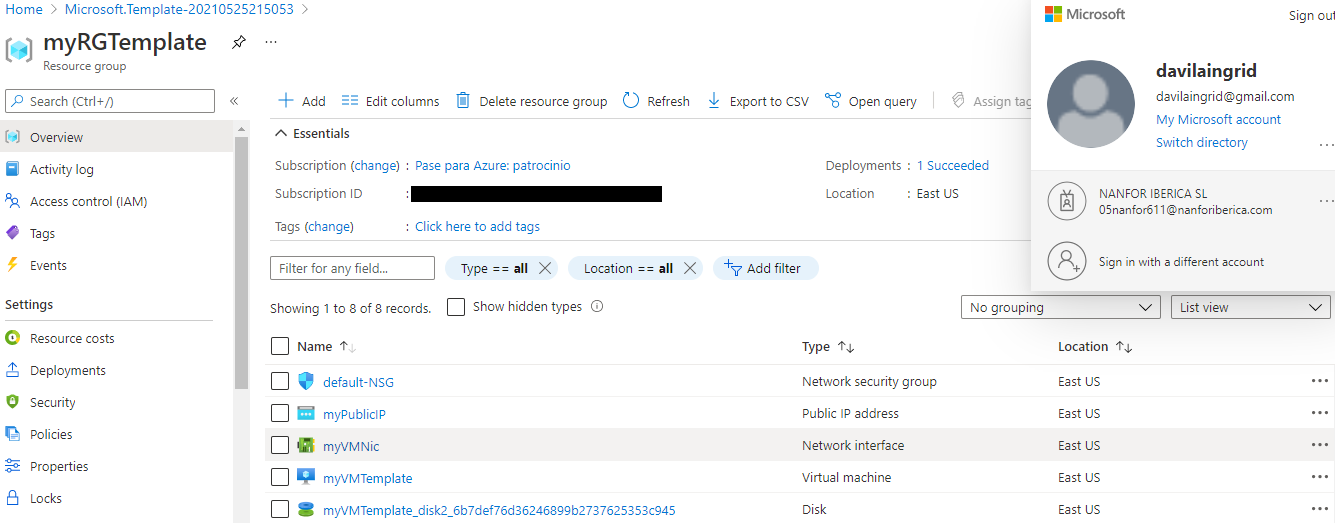 Home > Microsoft.Template-20210525215053 >
myRGTemplate
Resource group
Search (Ctrl+/)
«
Overview
Activity log
Access control (IAM)
Tags
Events
Settings
Resource costs
Deployments
Security
Policies
Properties
Locks
Add
Edit columns
Delete resource group
Refresh
Export to CSV
Open query
Assign tag
Essentials
Subscription (change) : Pase para Azure: patrocinio
Subscription ID :
Tags (change) : Click here to add tags
Deployments : 1 Succeeded
Location : East US
Filter for any field...
Type == all
Location == all
Add filter
Showing 1 to 8 of 8 records.
Show hidden types
No grouping
List view
Name Type Location
default-NSG Network security group East US
myPublicIP Public IP address East US
myVMNic Network interface East US
myVMTemplate Virtual machine East US
myVMTemplate_disk2_6b7def76d36246899b2737625353c945 Disk East US
Microsoft
Sign out
davilaingrid
davilaingrid@gmail.com
My Microsoft account
Switch directory
NANFOR IBERICA SL
05nanfor611@nanforiberica.com
Sign in with a different account